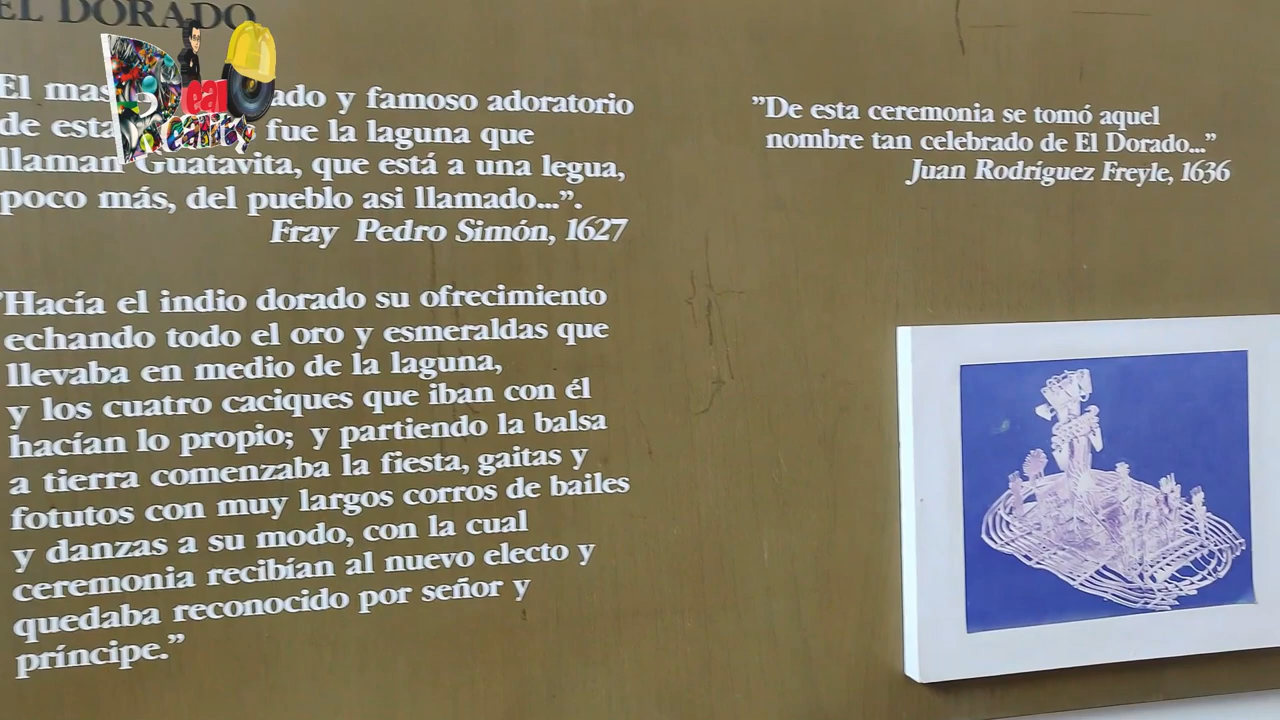 EL DORADO
El mas ado y famoso adoratorio
de esta fue la laguna que
llaman Guatavita, que está a una legua,
poco más, del pueblo asi llamado...”.
Fray Pedro Simón, 1627
”Hacía el indio dorado su ofrecimiento
echando todo el oro y esmeraldas que
llevaba en medio de la laguna,
y los cuatro caciques que iban con él
hacían lo propio; y partiendo la balsa
a tierra comenzaba la fiesta, gaitas y
fotutos con muy largos corros de bailes
y danzas a su modo, con la cual
ceremonia recibían al nuevo electo y
quedaba reconocido por señor y
príncipe.”
”De esta ceremonia se tomó aquel
nombre tan celebrado de El Dorado...”
Juan Rodríguez Freyle, 1636
Real
Reality